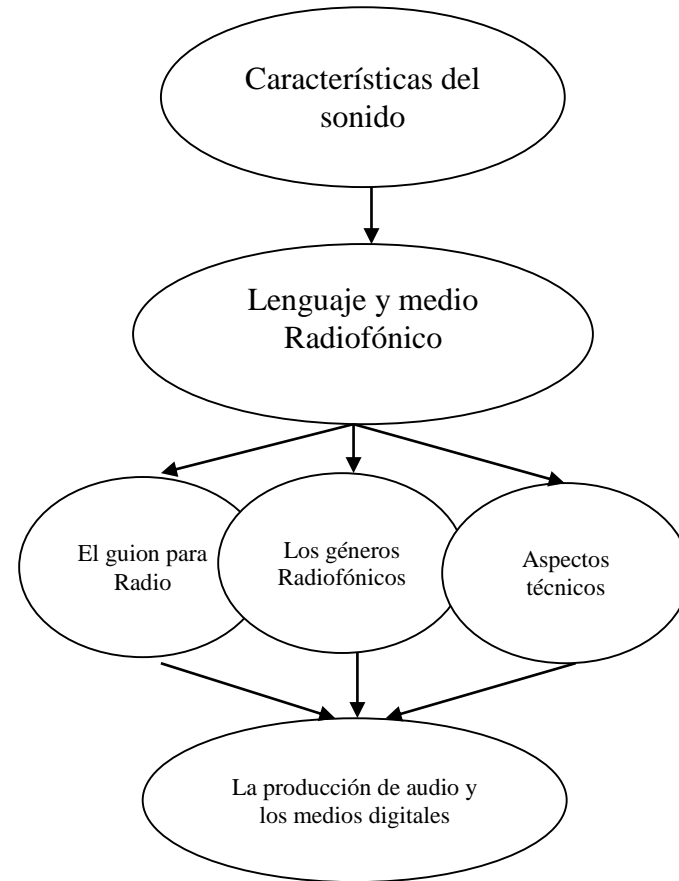 Características del
sonido
Lenguaje y medio
Radiofónico
El guion para
Radio
Los géneros
Radiofónicos
Aspectos
técnicos
La producción de audio y
los medios digitales